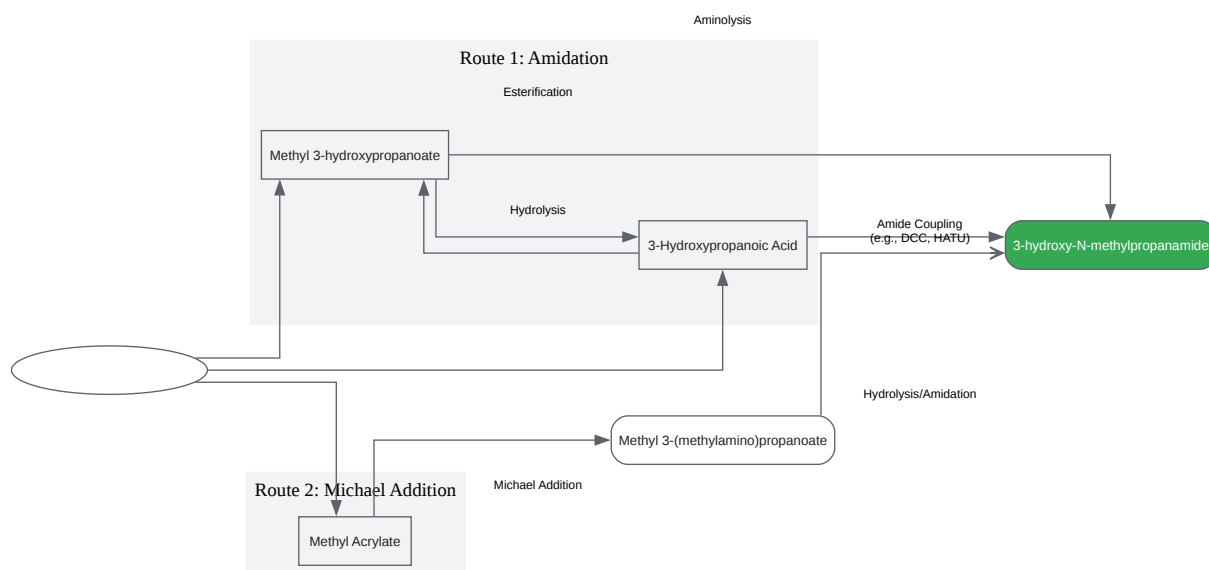 Aminolysis
Route 1: Amidation
Esterification
Methyl 3-hydroxypropanoate
Hydrolysis
3-Hydroxypropanoic Acid
Amide Coupling
(e.g., DCC, HATU)
3-hydroxy-N-methylpropanamide
Hydrolysis/Amidation
Methyl 3-(methylamino)propanoate
Michael Addition
Route 2: Michael Addition
Methyl Acrylate